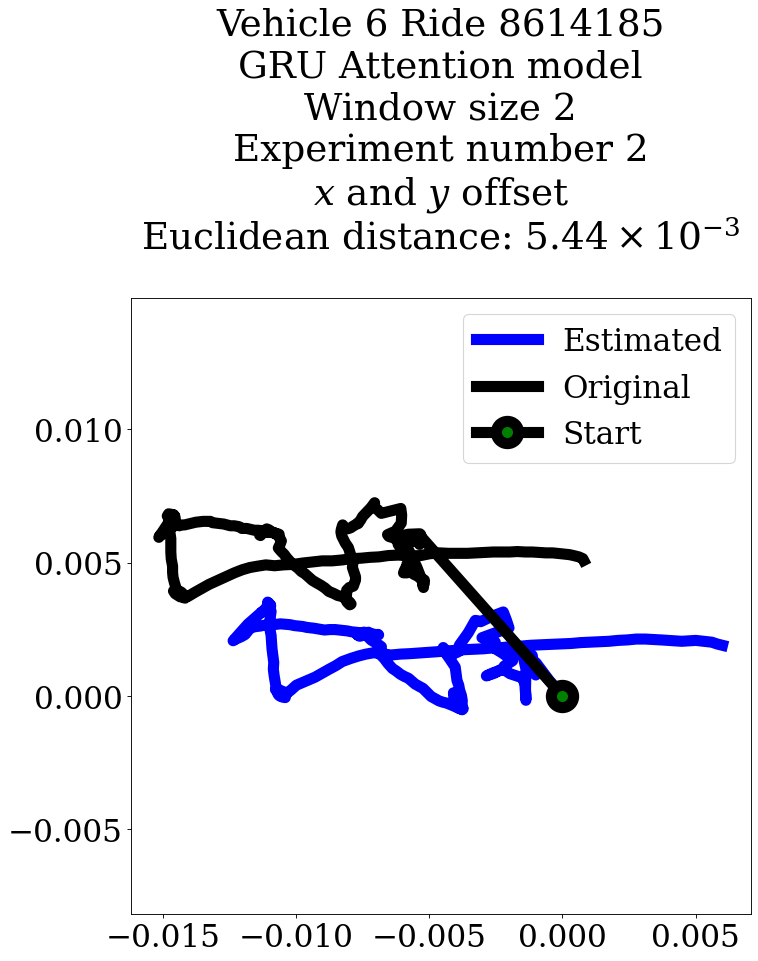 Vehicle 6 Ride 8614185
GRU Attention model
Window size 2
Experiment number 2
x and y offset
Euclidean distance: 5.44 × 10⁻³
Estimated
Original
Start
0.010
0.005
0.000
−0.005
−0.015 −0.010 −0.005 0.000 0.005